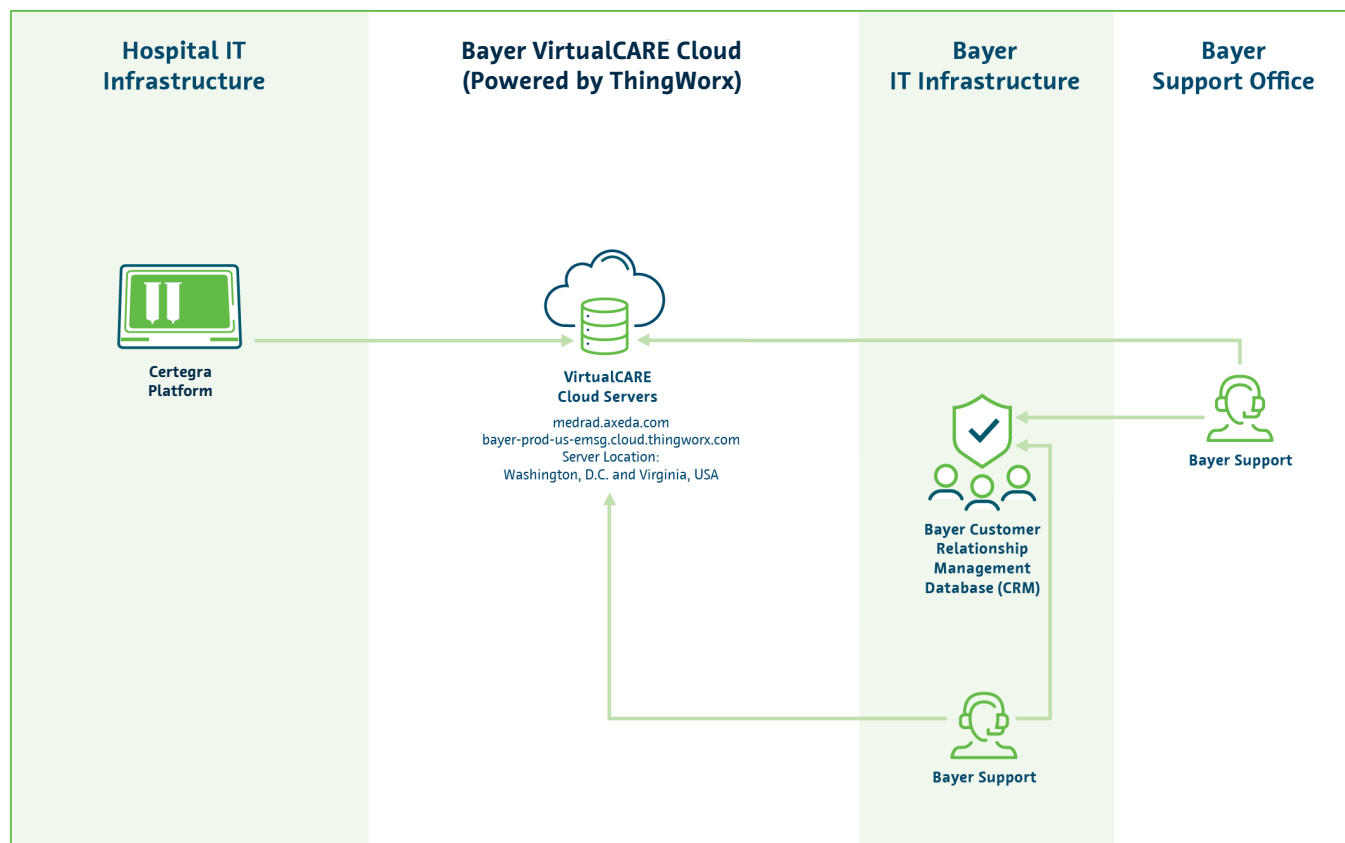 Hospital IT
Infrastructure
Bayer VirtualCARE Cloud
(Powered by ThingWorx)
Bayer
IT Infrastructure
Bayer
Support Office
Certegra
Platform
VirtualCARE
Cloud Servers
medrad.axeda.com
bayer-prod-us-emsg.cloud.thingworx.com
Server Location:
Washington, D.C. and Virginia, USA
Bayer Support
Bayer Customer
Relationship
Management
Database (CRM)
Bayer Support